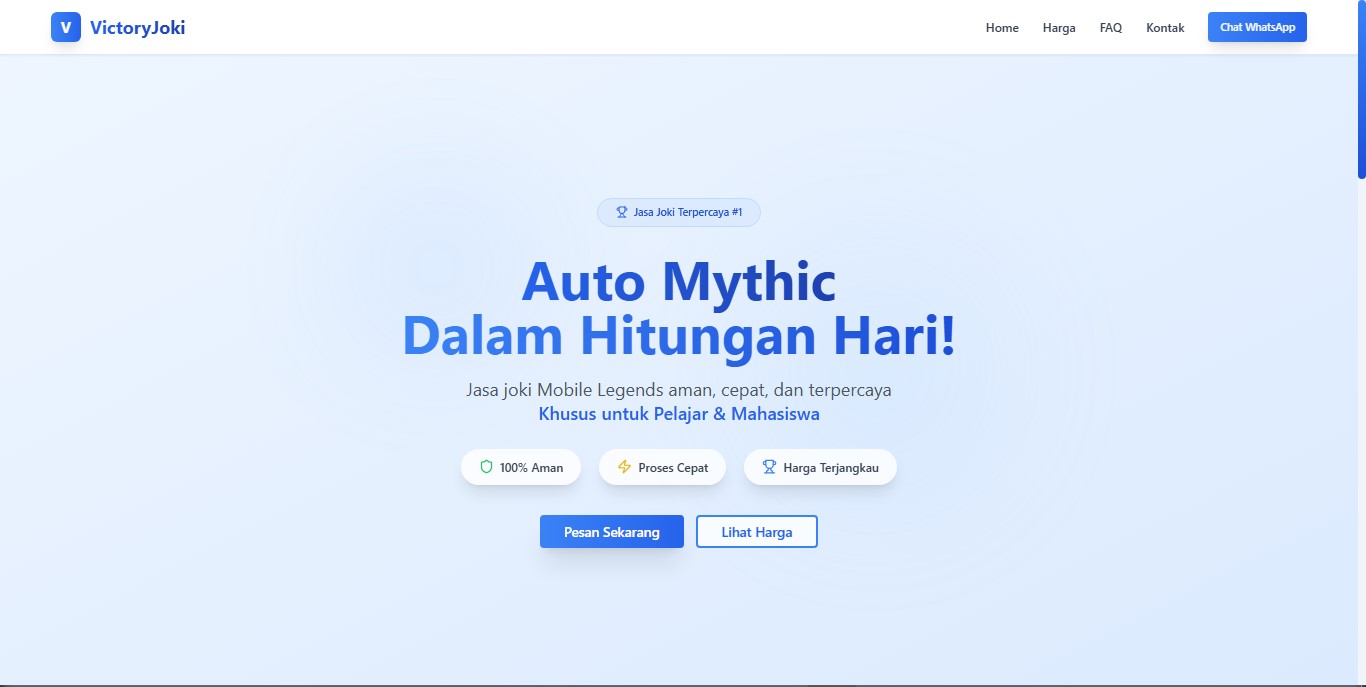 V VictoryJoki
Home Harga FAQ Kontak Chat WhatsApp
Jasa Joki Terpercaya #1
Auto Mythic
Dalam Hitungan Hari!
Jasa joki Mobile Legends aman, cepat, dan terpercaya
Khusus untuk Pelajar & Mahasiswa
100% Aman Proses Cepat Harga Terjangkau
Pesan Sekarang Lihat Harga